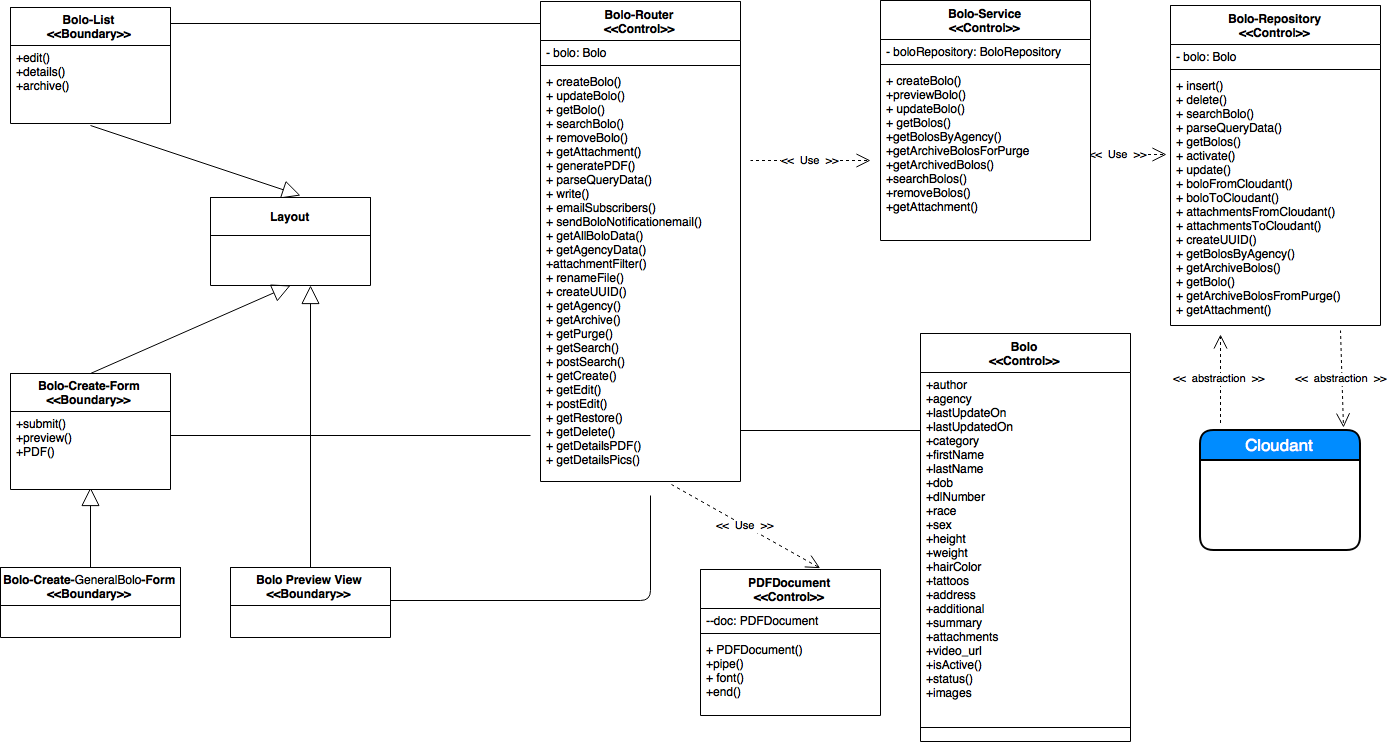 Bolo-List
<<Boundary>>
+edit()
+details()
+archive()
Layout
Bolo-Create-Form
<<Boundary>>
+submit()
+preview()
+PDF()
Bolo-Create-GeneralBolo-Form
<<Boundary>>
Bolo Preview View
<<Boundary>>
Bolo-Router
<<Control>>
- bolo: Bolo
+ createBolo()
+ updateBolo()
+ getBolo()
+ searchBolo()
+ removeBolo()
+ getAttachment()
+ generatePDF()
+ parseQueryData()
+ write()
+ emailSubscribers()
+ sendBoloNotificationemail()
+ getAllBoloData()
+ getAgencyData()
+attachmentFilter()
+ renameFile()
+ createUUID()
+ getAgency()
+ getArchive()
+ getPurge()
+ getSearch()
+ postSearch()
+ getCreate()
+ getEdit()
+ postEdit()
+ getRestore()
+ getDelete()
+ getDetailsPDF()
+ getDetailsPics()
<< Use >>
Bolo-Service
<<Control>>
- boloRepository: BoloRepository
+ createBolo()
+previewBolo()
+ updateBolo()
+ getBolos()
+getBolosByAgency()
+getArchiveBolosForPurge
+getArchivedBolos()
+searchBolos()
+removeBolos()
+getAttachment()
<< Use >>
Bolo-Repository
<<Control>>
- bolo: Bolo
+ insert()
+ delete()
+ searchBolo()
+ parseQueryData()
+ getBolos()
+ activate()
+ update()
+ boloFromCloudant()
+ boloToCloudant()
+ attachmentsFromCloudant()
+ attachmentsToCloudant()
+ createUUID()
+ getBolosByAgency()
+ getArchiveBolos()
+ getBolo()
+ getArchiveBolosFromPurge()
+ getAttachment()
<< abstraction >>
<< abstraction >>
Cloudant
<< Use >>
PDFDocument
<<Control>>
--doc: PDFDocument
+ PDFDocument()
+pipe()
+ font()
+end()
Bolo
<<Control>>
+author
+agency
+lastUpdateOn
+lastUpdatedOn
+category
+firstName
+lastName
+dob
+dlNumber
+race
+sex
+height
+weight
+hairColor
+tattoos
+address
+additional
+summary
+attachments
+video_url
+isActive()
+status()
+images